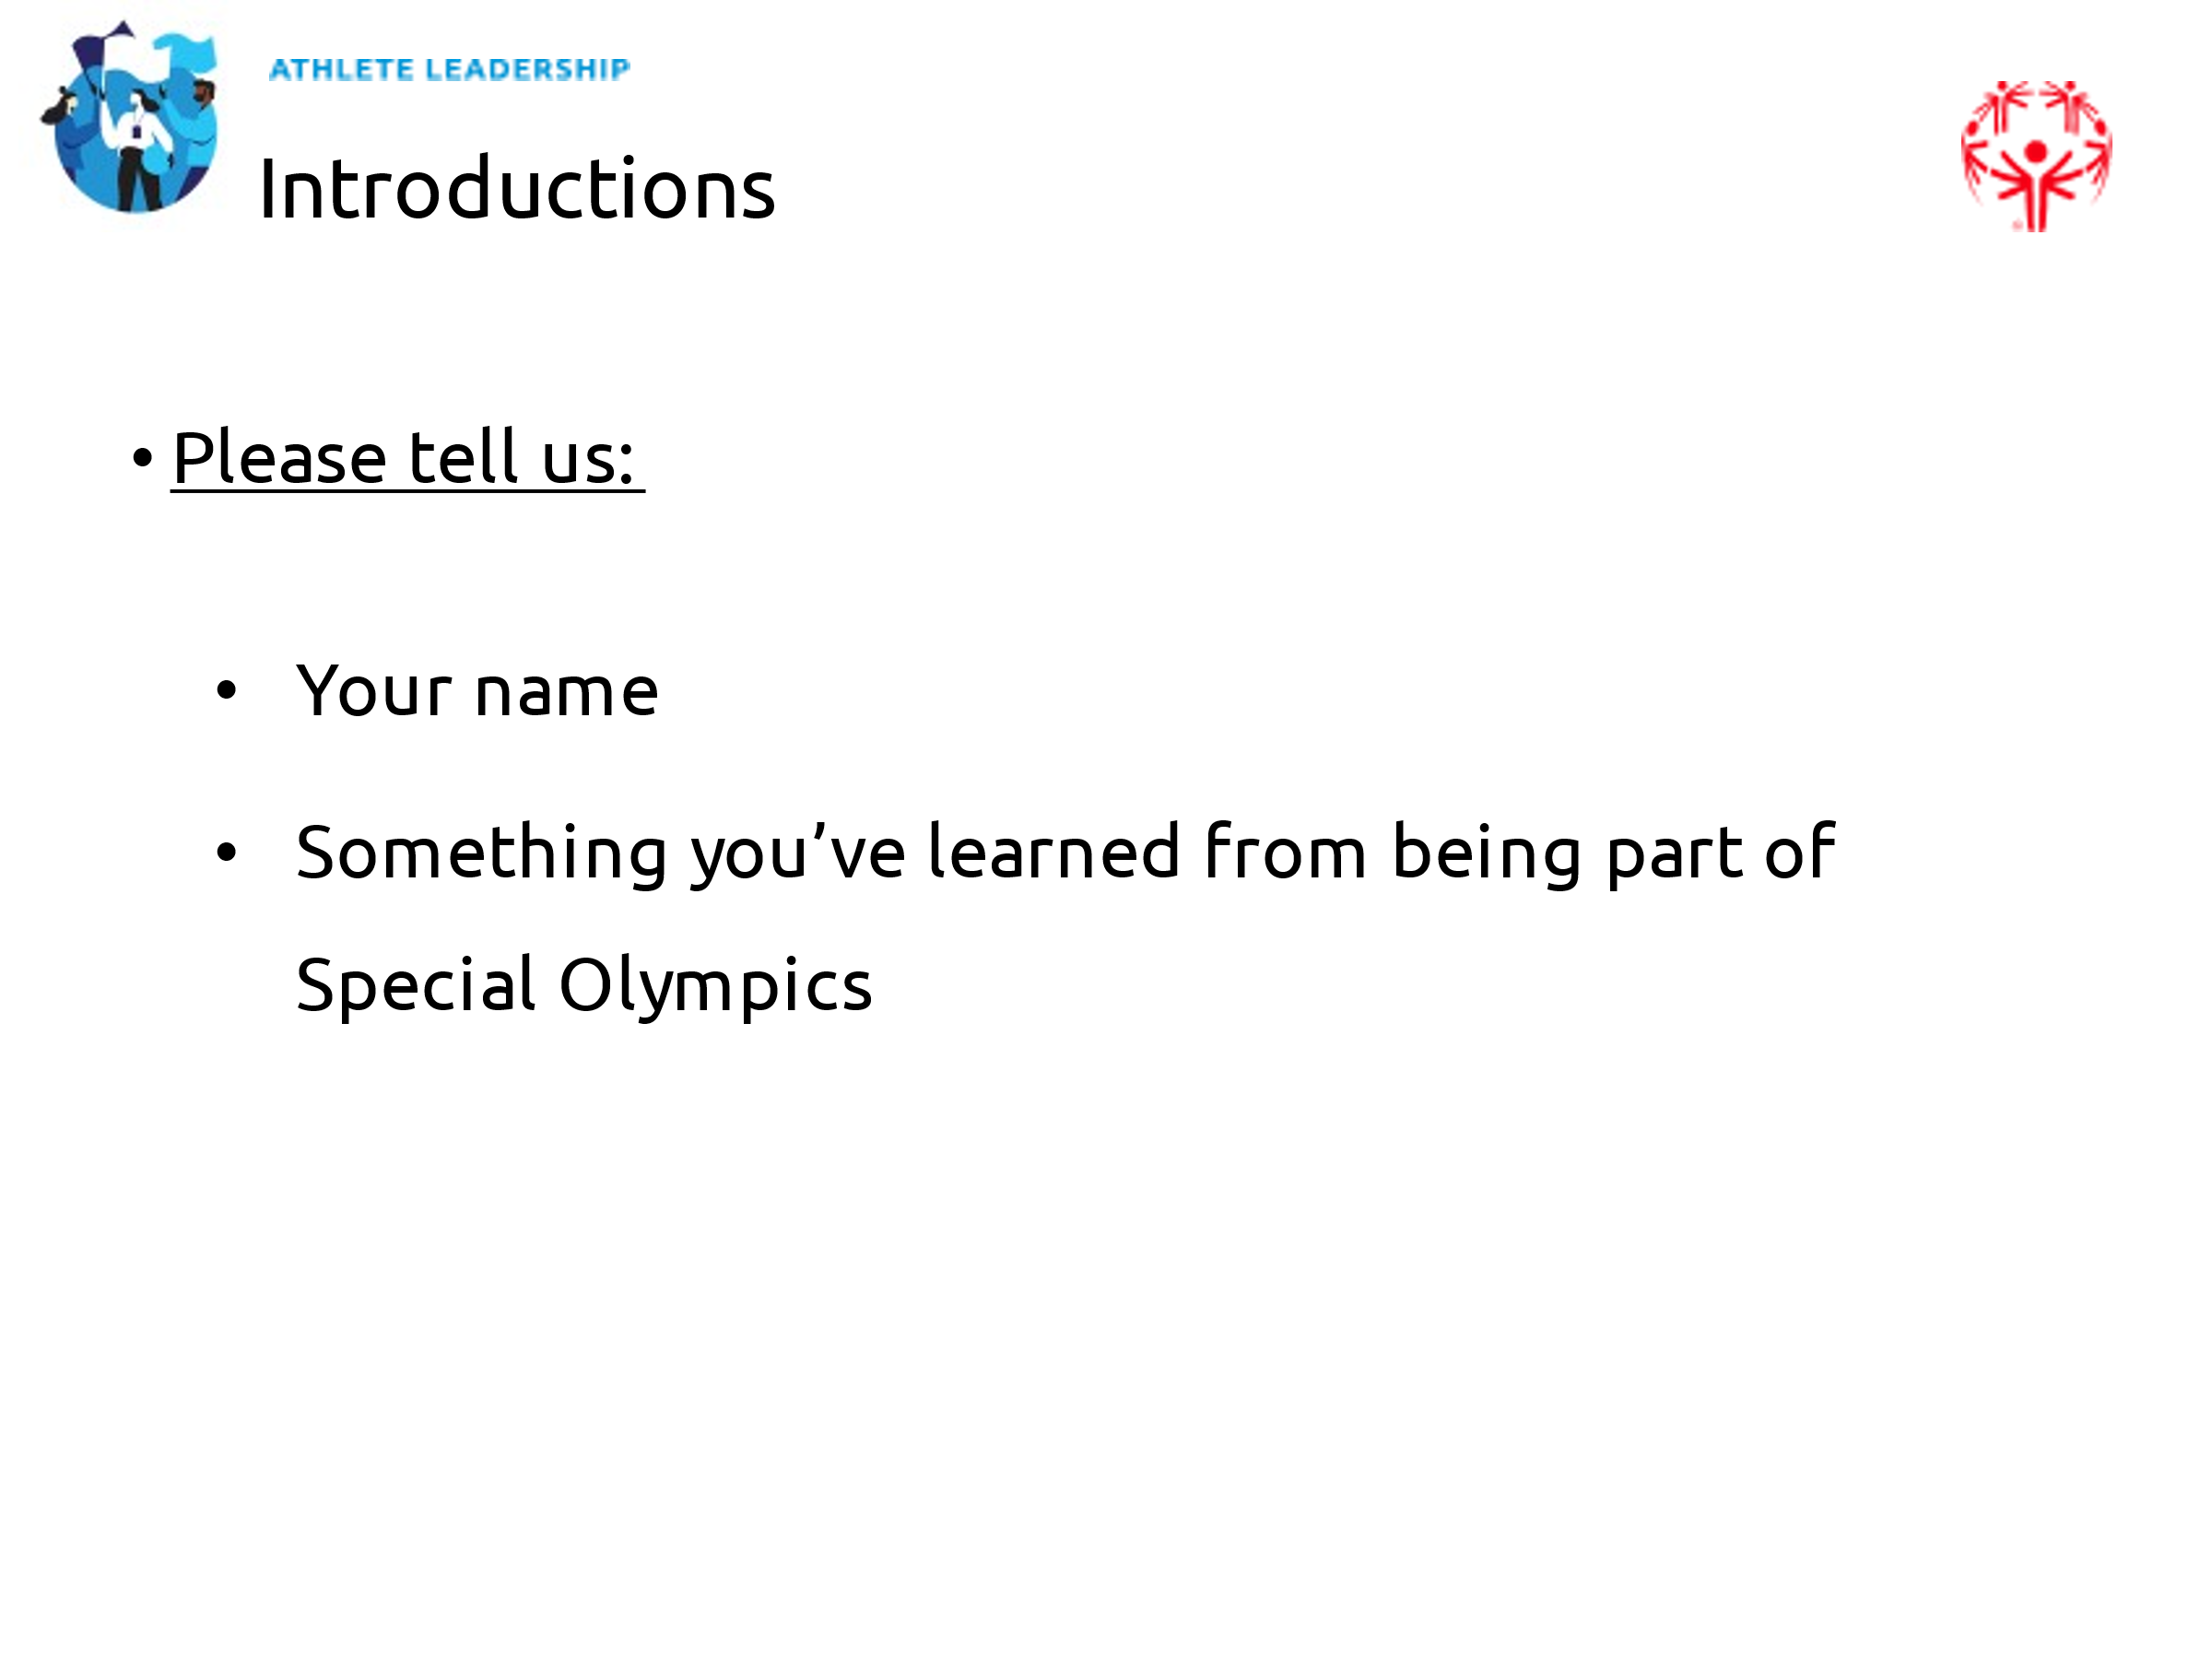 ATHLETE LEADERSHIP
Introductions
• Please tell us:
• Your name
• Something you’ve learned from being part of
Special Olympics